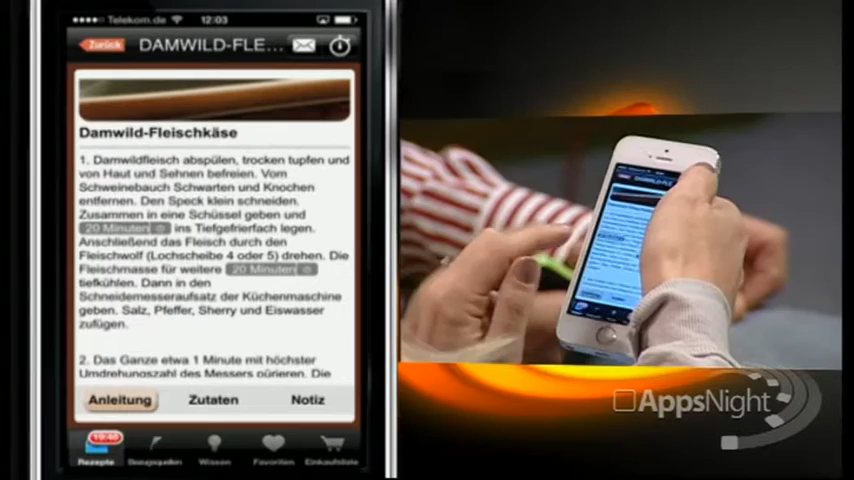 Telekom.de 12:03
Zurück DAMWILD-FLE...
Damwild-Fleischkäse
1. Damwildfleisch abspülen, trocken tupfen und
von Haut und Sehnen befreien. Vom
Schweinebauch Schwarten und Knochen
entfernen. Den Speck klein schneiden.
Zusammen in eine Schüssel geben und
20 Minuten ins Tiefgefrierfach legen.
Anschließend das Fleisch durch den
Fleischwolf (Lochscheibe 4 oder 5) drehen. Die
Fleischmasse für weitere 20 Minuten
tiefkühlen. Dann in den
Schneidemesseraufsatz der Küchenmaschine
geben. Salz, Pfeffer, Sherry und Eiswasser
zufügen.
2. Das Ganze etwa 1 Minute mit höchster
Umdrehungszahl des Messers pürieren. Die
Anleitung Zutaten Notiz
Rezepte Bezugsquellen Wissen Favoriten Einkaufsliste
AppsNight